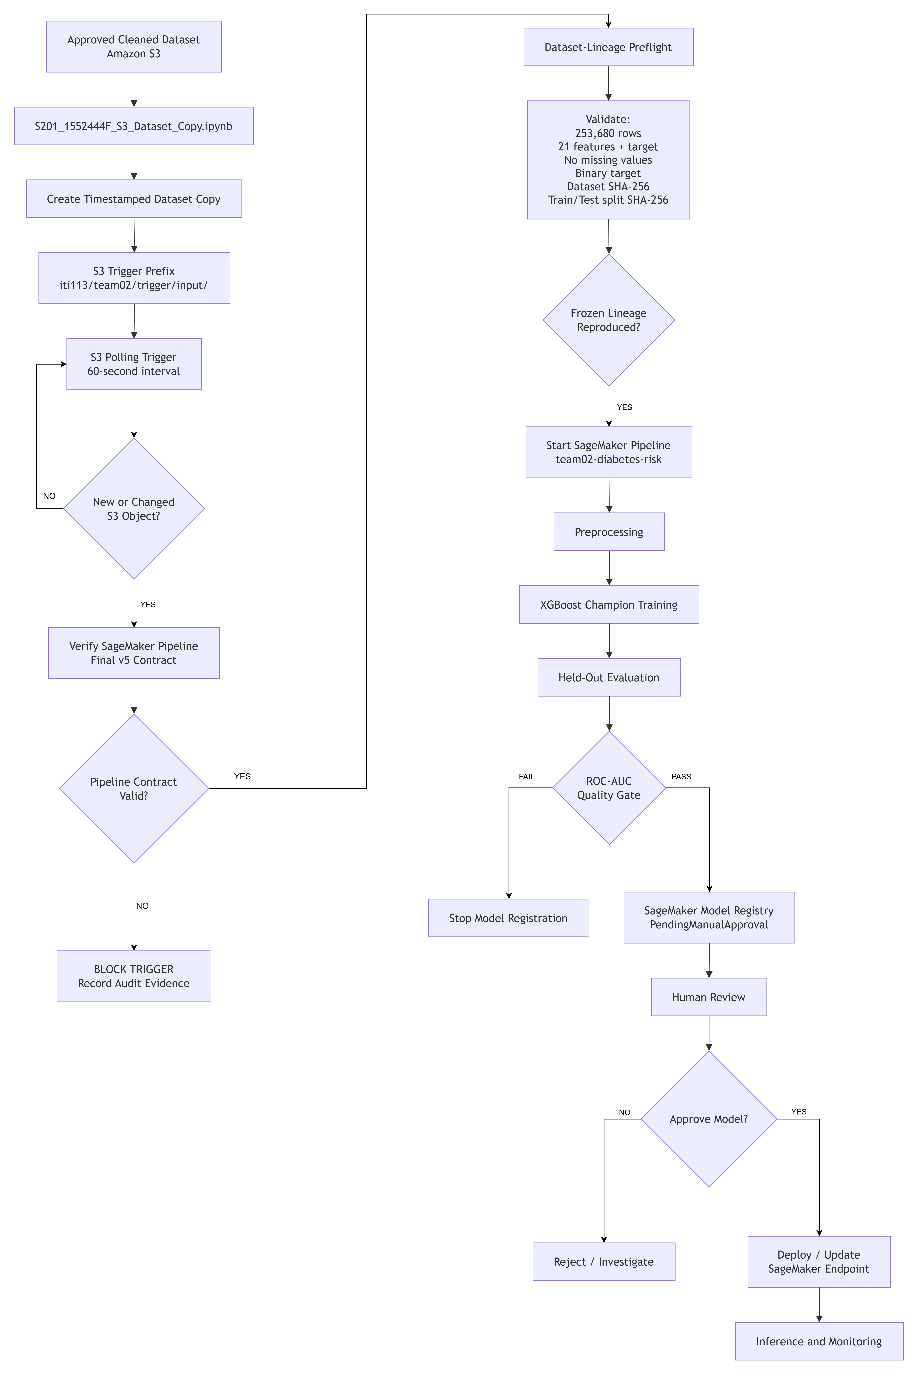 Approved Cleaned Dataset
Amazon S3
S201_1552444F_S3_Dataset_Copy.ipynb
Create Timestamped Dataset Copy
S3 Trigger Prefix
iti113/team02/trigger/input/
S3 Polling Trigger
60-second interval
NO
New or Changed
S3 Object?
YES
Verify SageMaker Pipeline
Final v5 Contract
Pipeline Contract
Valid?
YES
NO
BLOCK TRIGGER
Record Audit Evidence
Dataset-Lineage Preflight
Validate:
253,680 rows
21 features + target
No missing values
Binary target
Dataset SHA-256
Train/Test split SHA-256
Frozen Lineage
Reproduced?
YES
Start SageMaker Pipeline
team02-diabetes-risk
Preprocessing
XGBoost Champion Training
Held-Out Evaluation
FAIL
ROC-AUC
Quality Gate
PASS
Stop Model Registration
SageMaker Model Registry
PendingManualApproval
Human Review
NO
Approve Model?
YES
Reject / Investigate
Deploy / Update
SageMaker Endpoint
Inference and Monitoring